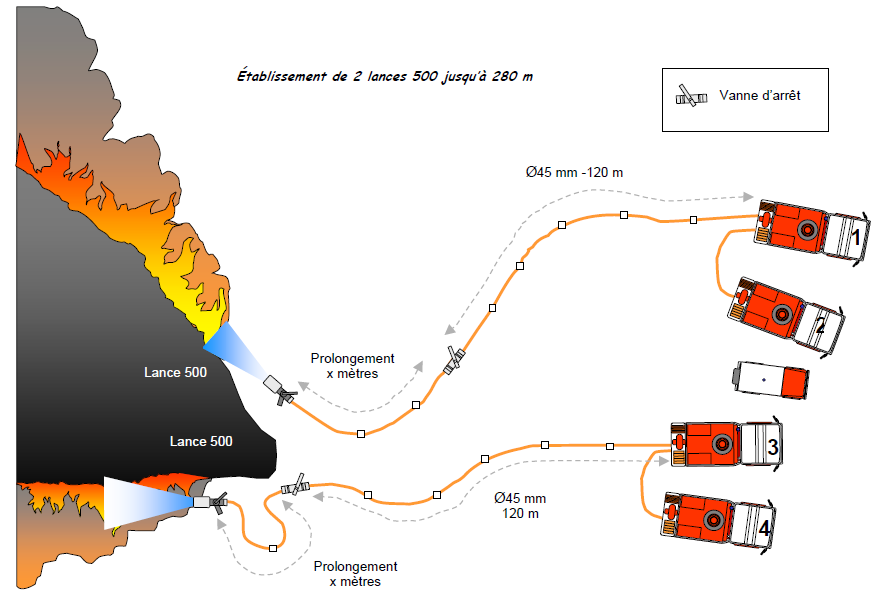 Établissement de 2 lances 500 jusqu'à 280 m
Vanne d'arrêt
Ø45 mm -120 m
1
2
Prolongement
x mètres
Lance 500
Lance 500
3
Ø45 mm
120 m
4
Prolongement
x mètres